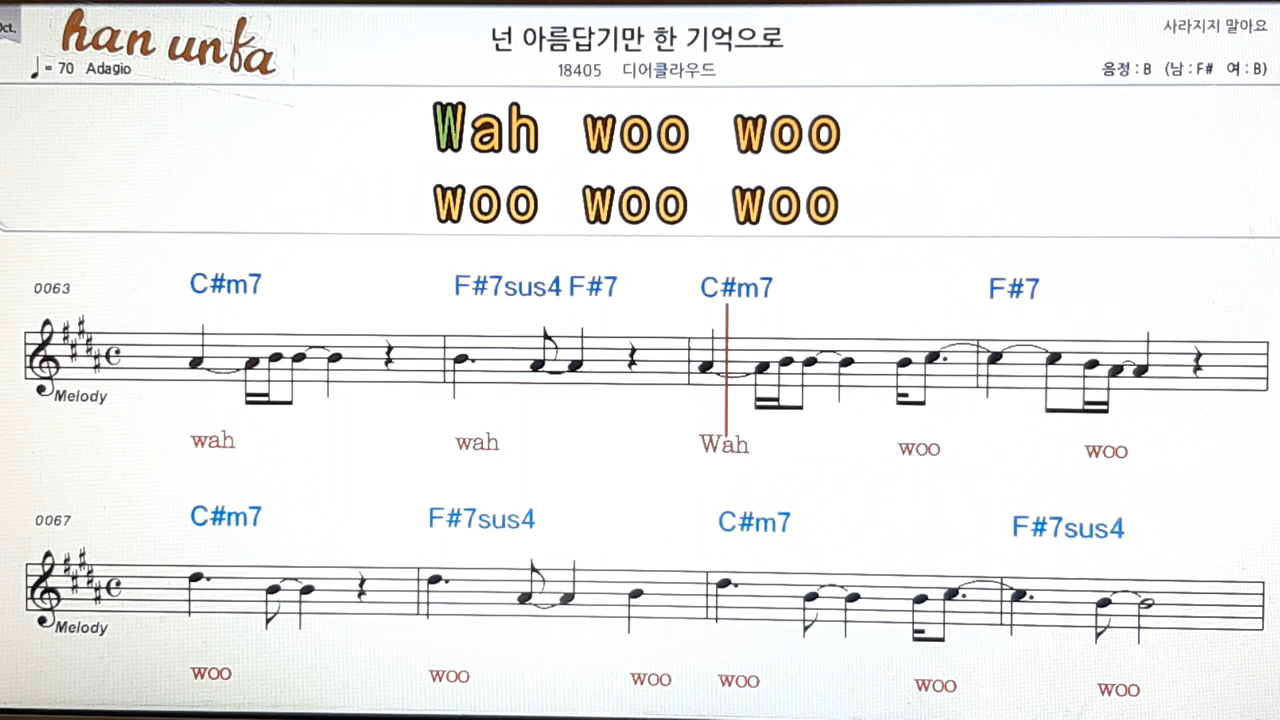 Oct.
han unfa
넌 아름답기만 한 기억으로
사라지지 말아요
♩= 70 Adagio
18405 디어클라우드
음정 : B (남 : F# 여 : B)
Wah woo woo
woo woo woo
0063 C#m7 F#7sus4 F#7 C#m7 F#7
Melody
wah wah Wah woo woo
0067 C#m7 F#7sus4 C#m7 F#7sus4
Melody
woo woo woo woo woo woo